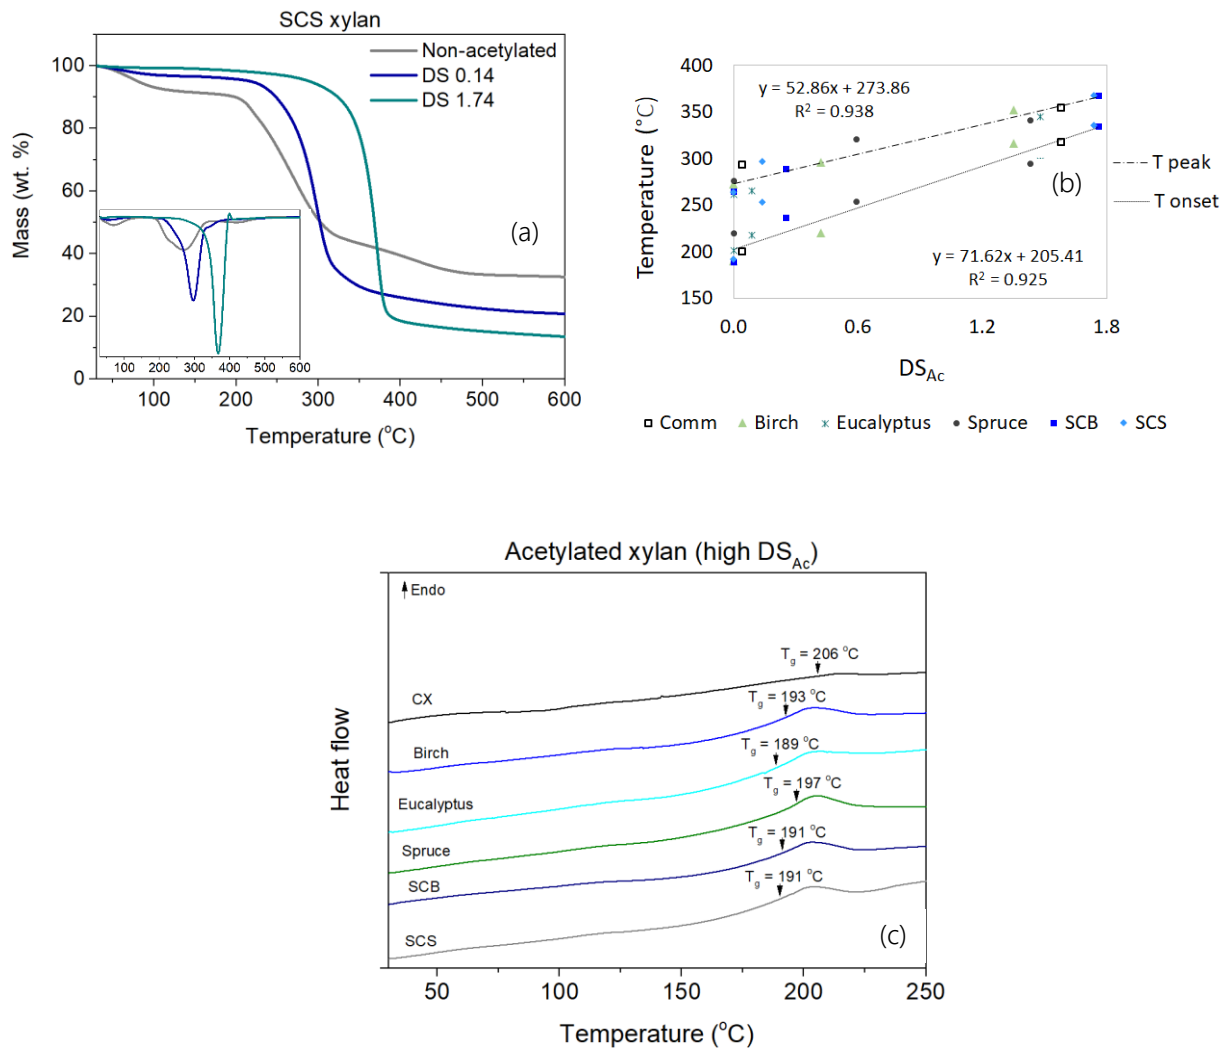 SCS xylan
Mass (wt. %)
100
80
60
40
20
0
Non-acetylated
DS 0.14
DS 1.74
(a)
100 200 300 400 500 600
100 200 300 400 500 600
Temperature (°C)
Temperature (°C)
400
350
300
250
200
150
y = 52.86x + 273.86
R² = 0.938
(b)
T peak
T onset
y = 71.62x + 205.41
R² = 0.925
0.0 0.6 1.2 1.8
DS_Ac
Comm Birch Eucalyptus Spruce SCB SCS
Acetylated xylan (high DS_Ac)
Endo
Heat flow
T_g = 206 °C
CX
T_g = 193 °C
Birch
T_g = 189 °C
Eucalyptus
T_g = 197 °C
Spruce
T_g = 191 °C
SCB
T_g = 191 °C
SCS
(c)
50 100 150 200 250
Temperature (°C)